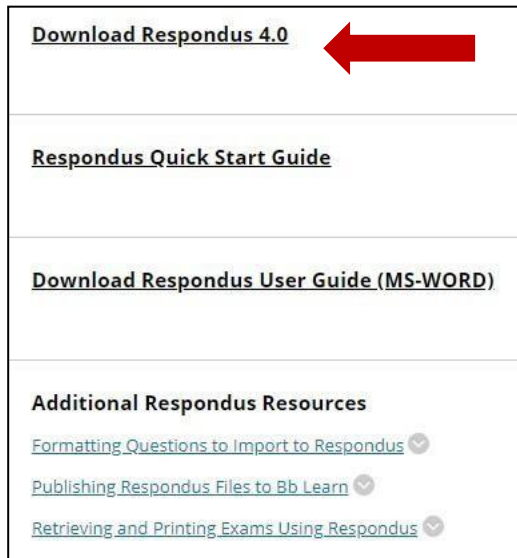 Download Respondus 4.0
Respondus Quick Start Guide
Download Respondus User Guide (MS-WORD)
Additional Respondus Resources
Formatting Questions to Import to Respondus
Publishing Respondus Files to Bb Learn
Retrieving and Printing Exams Using Respondus